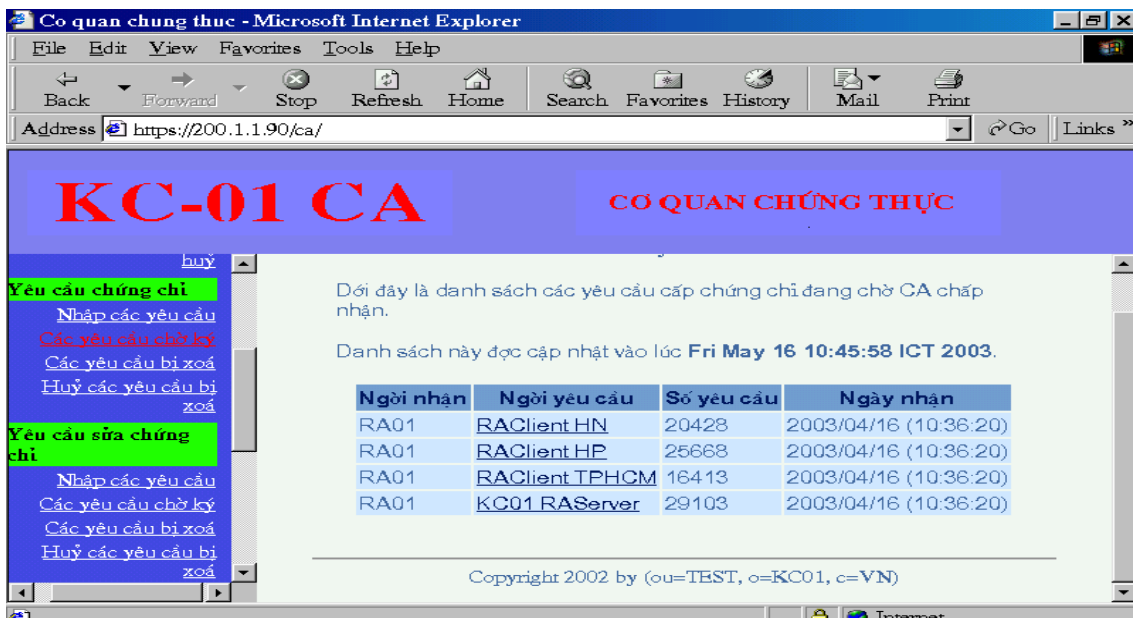 Co quan chung thuc - Microsoft Internet Explorer
File Edit View Favorites Tools Help
Back Forward Stop Refresh Home Search Favorites History Mail Print
Address https://200.1.1.90/ca/ Go Links »
KC-01 CA
CƠ QUAN CHỨNG THỰC
huỷ
Yêu cầu chứng chỉ
Nhập các yêu cầu
Các yêu cầu chờ ký
Các yêu cầu bị xoá
Huỷ các yêu cầu bị
xoá
Yêu cầu sửa chứng
chỉ
Nhập các yêu cầu
Các yêu cầu chờ ký
Các yêu cầu bị xoá
Huỷ các yêu cầu bị
xoá
Dới đây là danh sách các yêu cầu cấp chứng chỉ đang chờ CA chấp
nhận.
Danh sách này đợc cập nhật vào lúc Fri May 16 10:45:58 ICT 2003.
Ngời nhận Ngời yêu cầu Số yêu cầu Ngày nhận
RA01 RAClient HN 20428 2003/04/16 (10:36:20)
RA01 RAClient HP 25668 2003/04/16 (10:36:20)
RA01 RAClient TPHCM 16413 2003/04/16 (10:36:20)
RA01 KC01 RAServer 29103 2003/04/16 (10:36:20)
Copyright 2002 by (ou=TEST, o=KC01, c=VN)
Internet